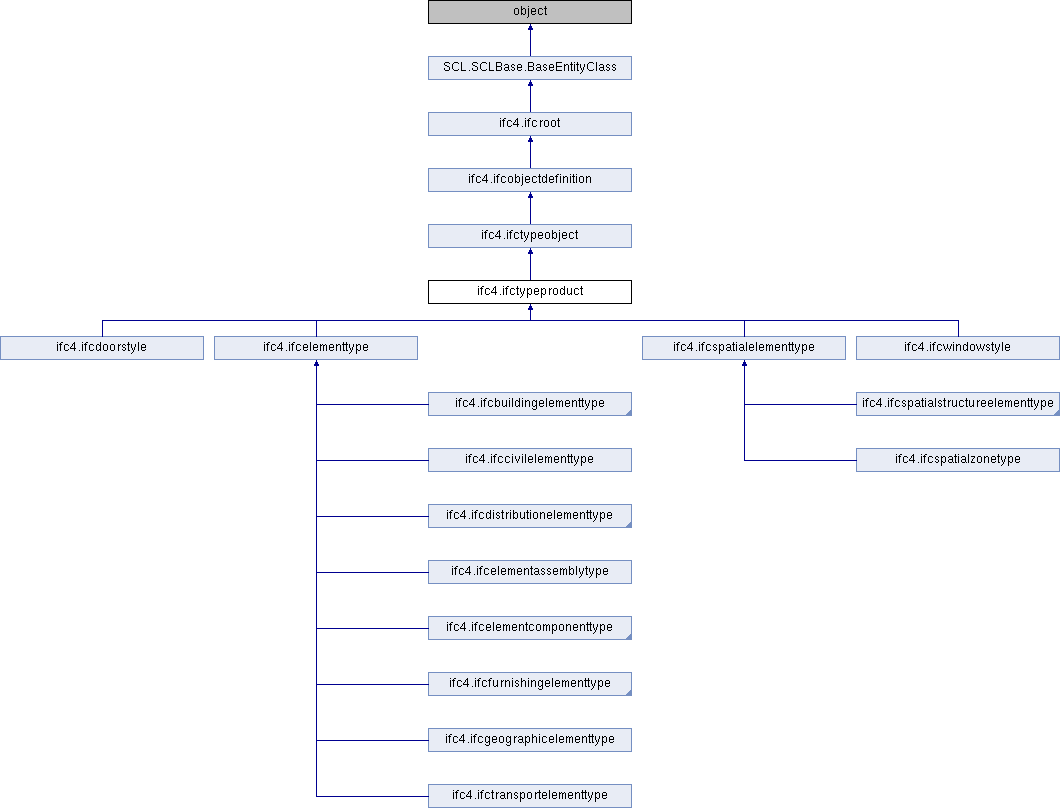 object
SCL.SCLBase.BaseEntityClass
ifc4.ifcroot
ifc4.ifcobjectdefinition
ifc4.ifctypeobject
ifc4.ifctypeproduct
ifc4.ifcdoorstyle
ifc4.ifcelementtype
ifc4.ifcspatialelementtype
ifc4.ifcwindowstyle
ifc4.ifcbuildingelementtype
ifc4.ifcspatialstructureelementtype
ifc4.ifccivilelementtype
ifc4.ifcspatialzonetype
ifc4.ifcdistributionelementtype
ifc4.ifcelementassemblytype
ifc4.ifcelementcomponenttype
ifc4.ifcfurnishingelementtype
ifc4.ifcgeographicelementtype
ifc4.ifctransportelementtype